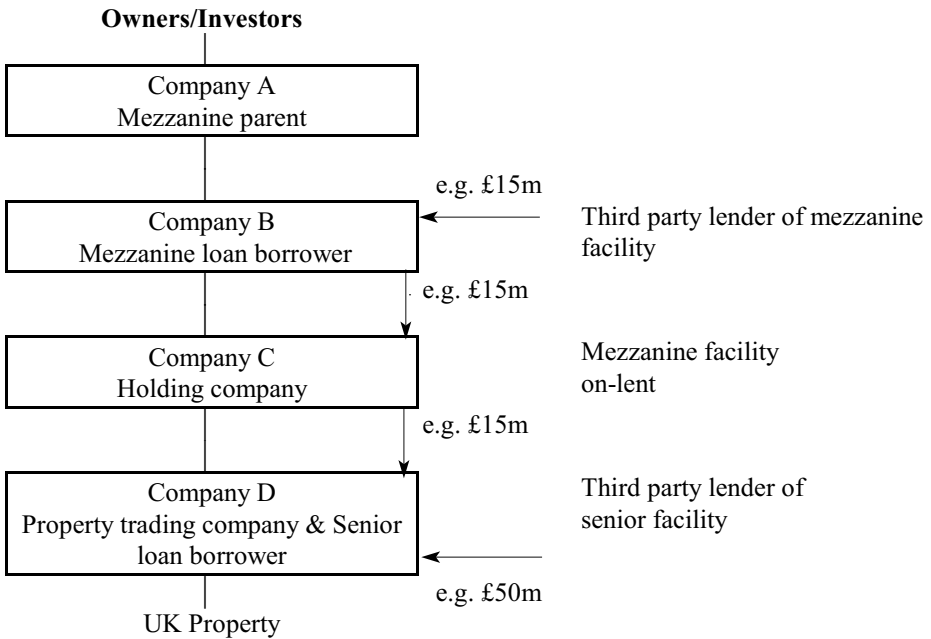 Owners/Investors
Company A
Mezzanine parent
e.g. £15m
Company B
Mezzanine loan borrower
Third party lender of mezzanine
facility
e.g. £15m
Company C
Holding company
Mezzanine facility
on-lent
e.g. £15m
Company D
Property trading company & Senior
loan borrower
Third party lender of
senior facility
e.g. £50m
UK Property